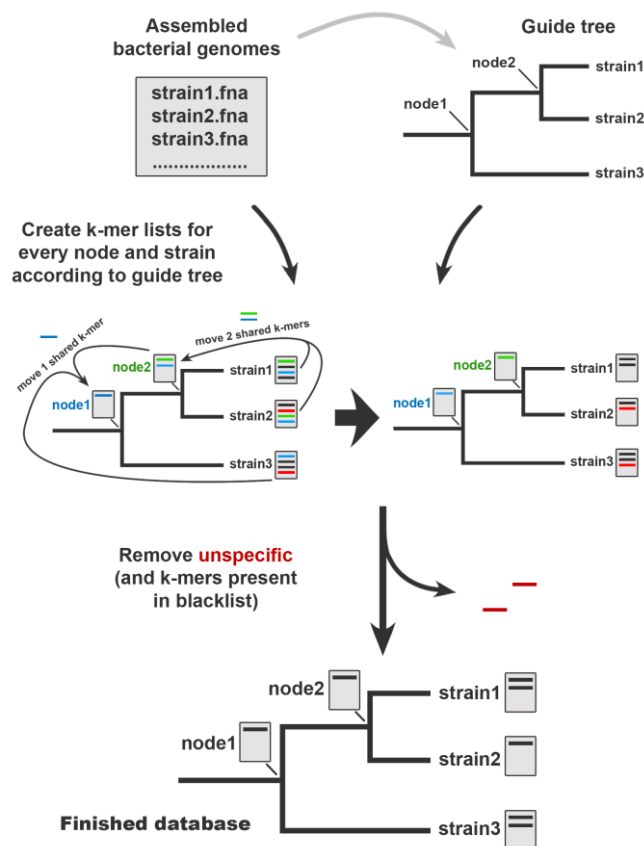 Assembled
bacterial genomes
Guide tree
strain1.fna
strain2.fna
strain3.fna
..................
node2
strain1
node1
strain2
strain3
Create k-mer lists for
every node and strain
according to guide tree
move 1 shared k-mer
move 2 shared k-mers
node2
strain1
node1
strain2
strain3
node2
strain1
node1
strain2
strain3
Remove unspecific
(and k-mers present
in blacklist)
node2
strain1
node1
strain2
Finished database
strain3